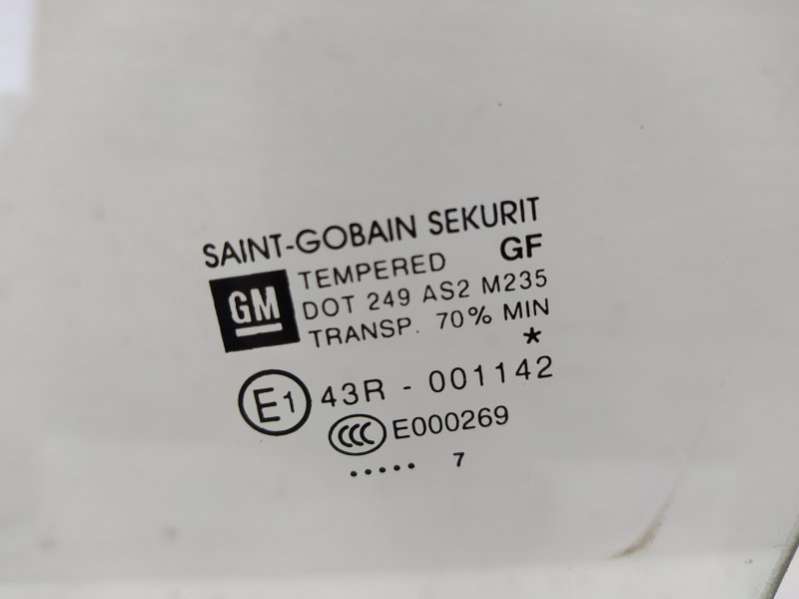 SAINT-GOBAIN SEKURIT
GM
TEMPERED GF
DOT 249 AS2 M235
TRANSP. 70% MIN
*
E1 43R - 001142
CCC E000269
..... 7